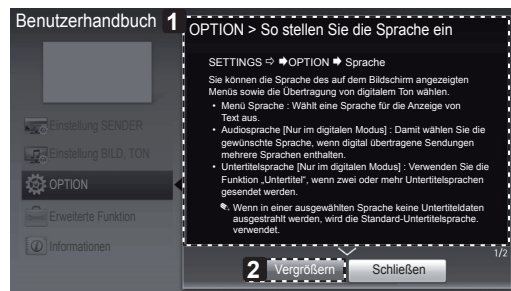 Benutzerhandbuch
1
OPTION > So stellen Sie die Sprache ein
SETTINGS ⇨ ➡OPTION ➡ Sprache
Sie können die Sprache des auf dem Bildschirm angezeigten
Menüs sowie die Übertragung von digitalem Ton wählen.
• Menü Sprache : Wählt eine Sprache für die Anzeige von
Text aus.
• Audiosprache [Nur im digitalen Modus] : Damit wählen Sie die
gewünschte Sprache, wenn digital übertragene Sendungen
mehrere Sprachen enthalten.
• Untertitelsprache [Nur im digitalen Modus] : Verwenden Sie die
Funktion „Untertitel“, wenn zwei oder mehr Untertitelsprachen
gesendet werden.
✎ Wenn in einer ausgewählten Sprache keine Untertiteldaten
ausgestrahlt werden, wird die Standard-Untertitelsprache.
verwendet.
Einstellung SENDER
Einstellung BILD, TON
OPTION
Erweiterte Funktion
Informationen
1/2
2
Vergrößern
Schließen